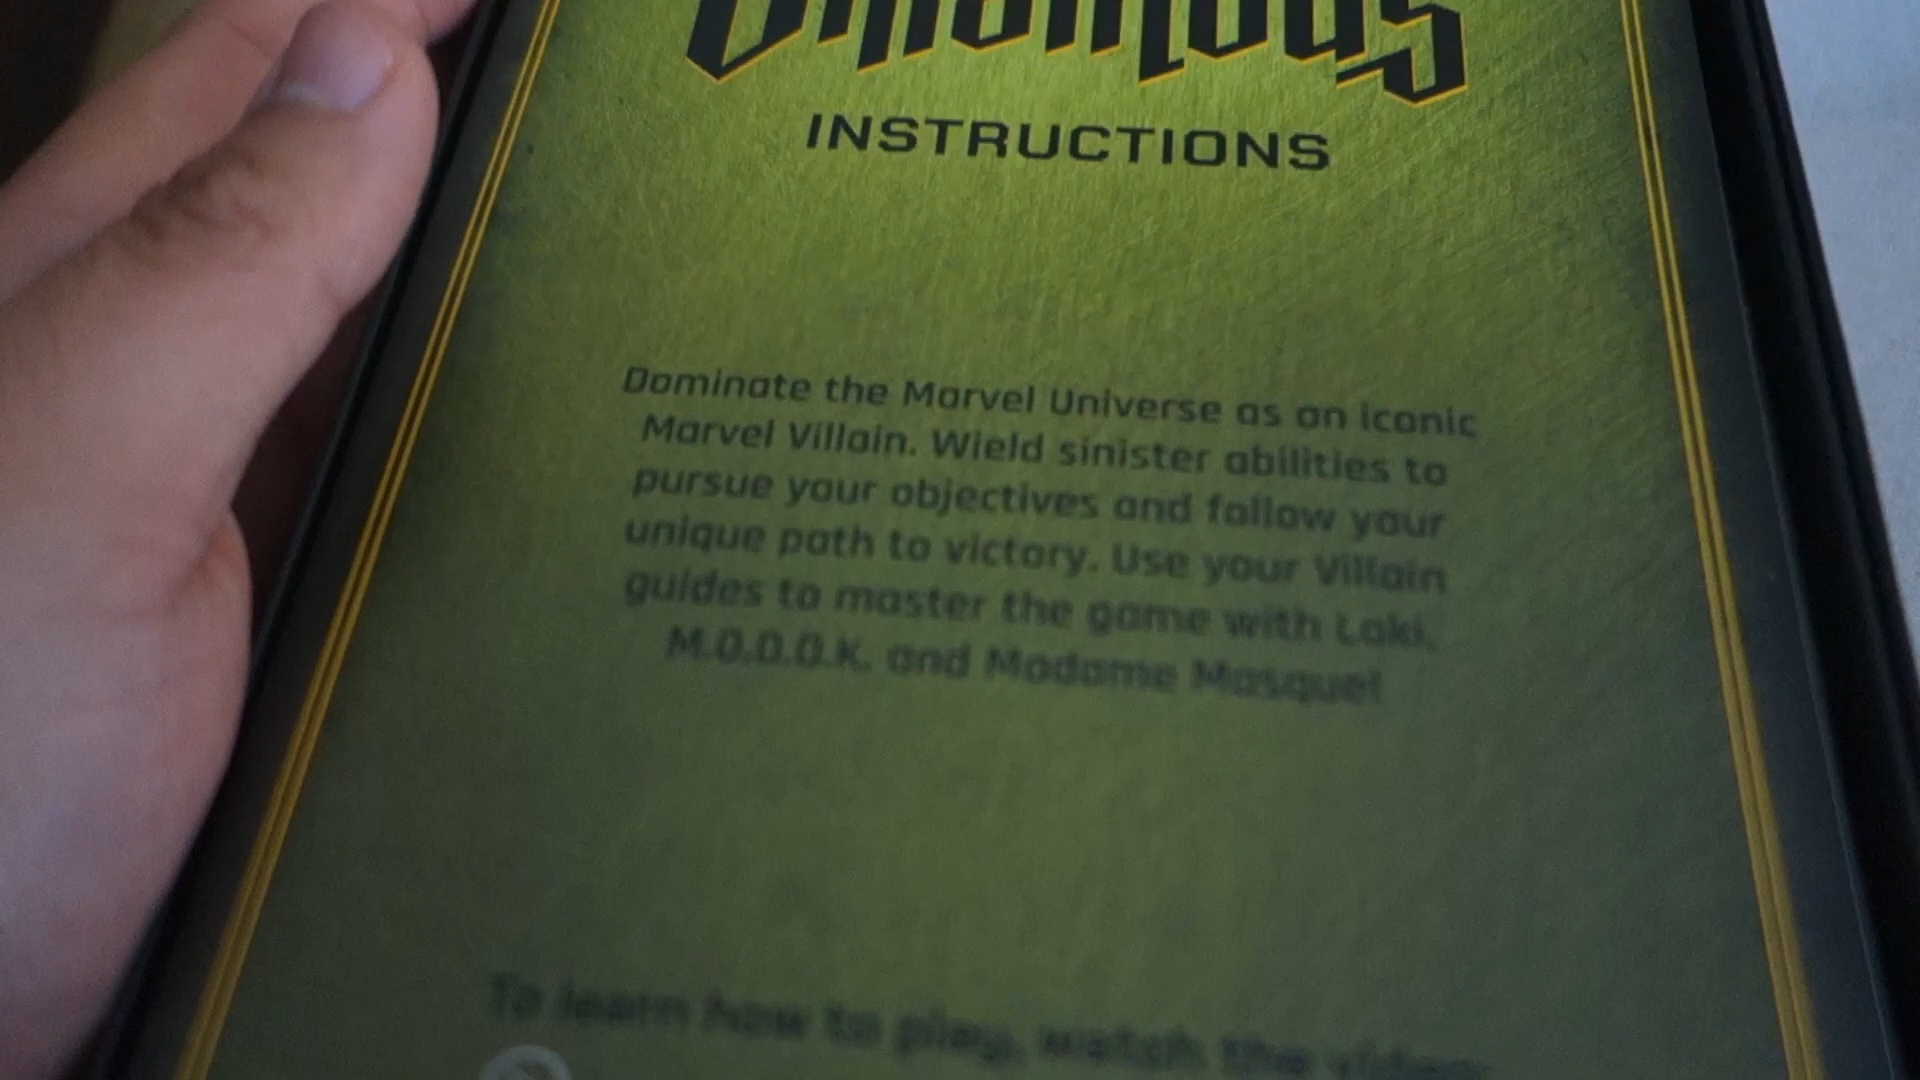 Villainous
INSTRUCTIONS
Dominate the Marvel Universe as an iconic
Marvel Villain. Wield sinister abilities to
pursue your objectives and follow your
unique path to victory. Use your Villain
guides to master the game with Loki,
M.O.D.O.K. and Madame Masque!
To learn how to play, watch the video: